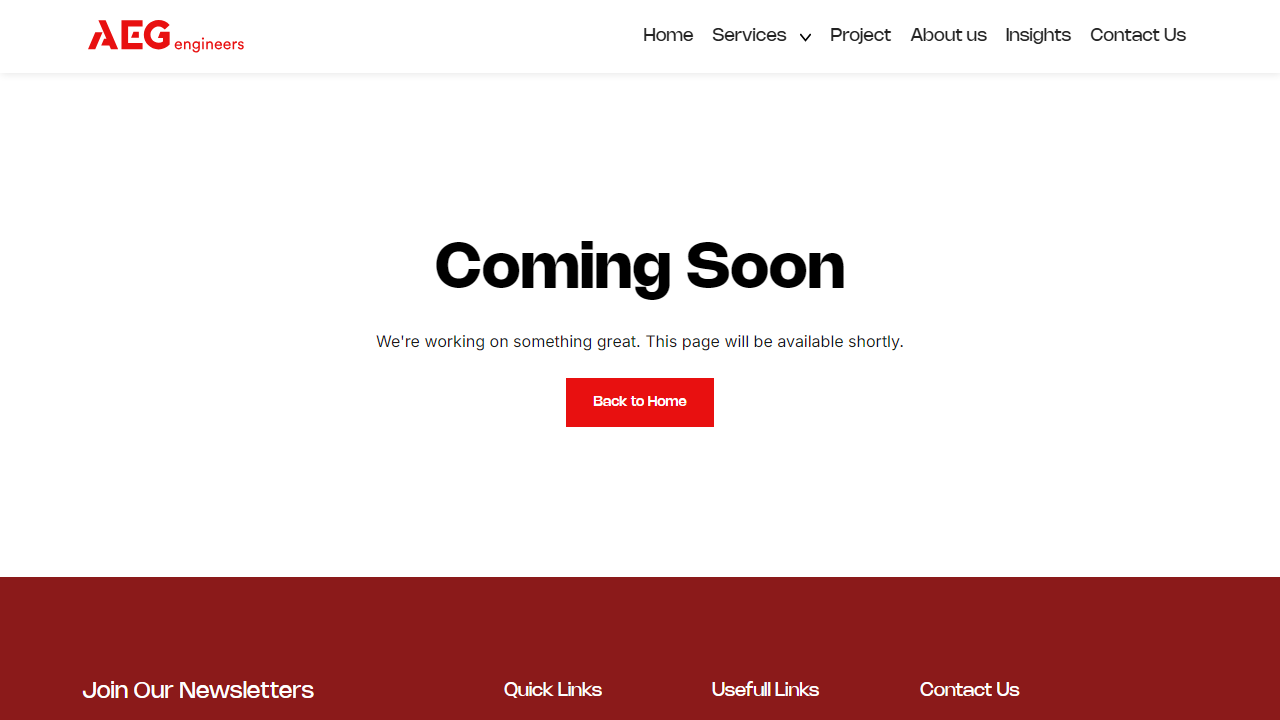 AEG engineers
Home Services Project About us Insights Contact Us
Coming Soon
We're working on something great. This page will be available shortly.
Back to Home
Join Our Newsletters Quick Links Usefull Links Contact Us